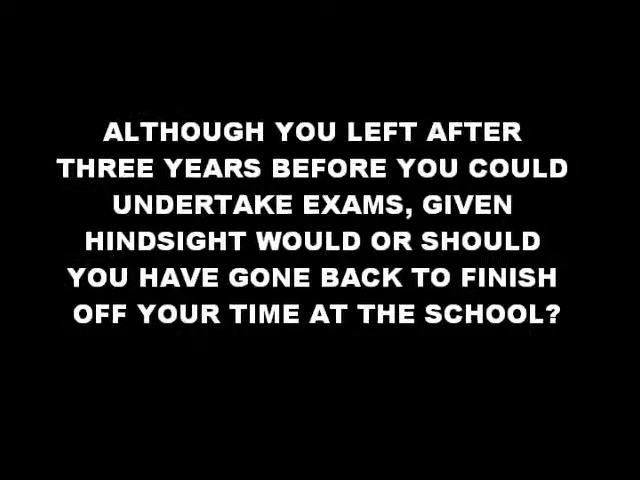 ALTHOUGH YOU LEFT AFTER
THREE YEARS BEFORE YOU COULD
UNDERTAKE EXAMS, GIVEN
HINDSIGHT WOULD OR SHOULD
YOU HAVE GONE BACK TO FINISH
OFF YOUR TIME AT THE SCHOOL?